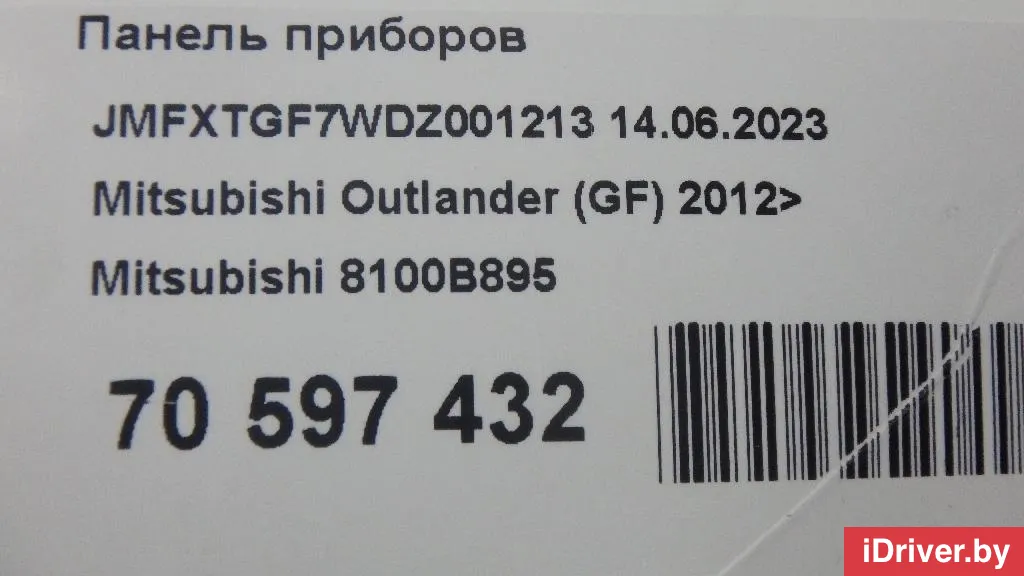 Панель приборов
JMFXTGF7WDZ001213 14.06.2023
Mitsubishi Outlander (GF) 2012>
Mitsubishi 8100B895
70 597 432
iDriver.by